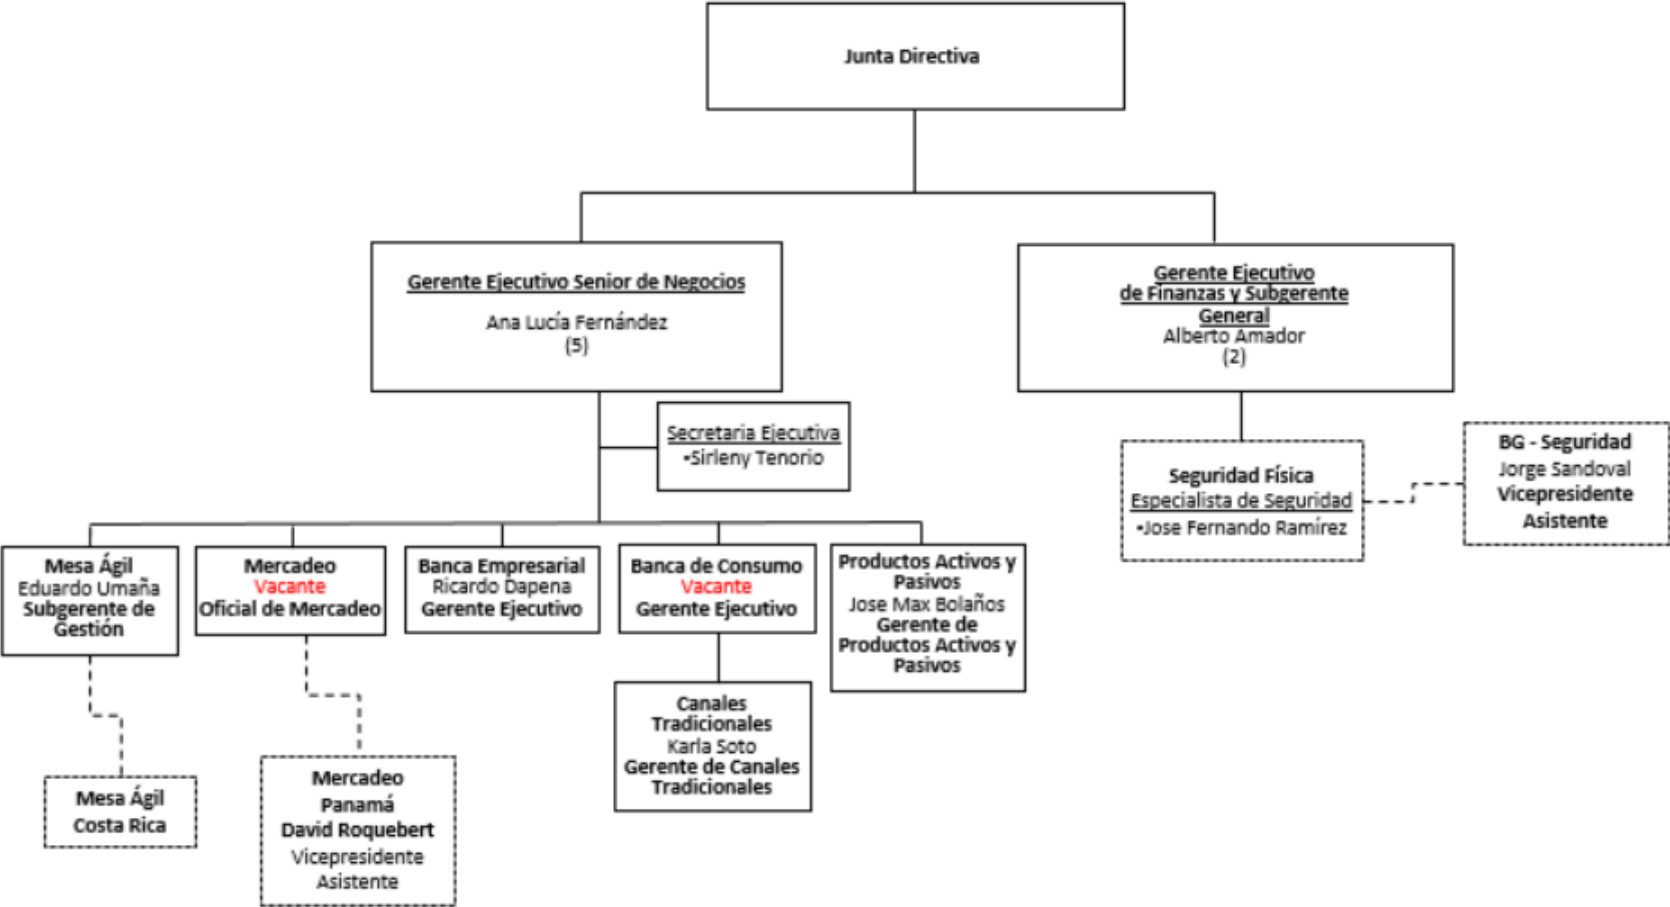 Junta Directiva
Gerente Ejecutivo Senior de Negocios
Ana Lucía Fernández
(5)
Gerente Ejecutivo
de Finanzas y Subgerente
General
Alberto Amador
(2)
Secretaria Ejecutiva
▪Sirleny Tenorio
Seguridad Física
Especialista de Seguridad
▪Jose Fernando Ramírez
BG - Seguridad
Jorge Sandoval
Vicepresidente
Asistente
Mesa Ágil
Eduardo Umaña
Subgerente de
Gestión
Mercadeo
Vacante
Oficial de Mercadeo
Banca Empresarial
Ricardo Dapena
Gerente Ejecutivo
Banca de Consumo
Vacante
Gerente Ejecutivo
Productos Activos y
Pasivos
Jose Max Bolaños
Gerente de
Productos Activos y
Pasivos
Canales
Tradicionales
Karla Soto
Gerente de Canales
Tradicionales
Mesa Ágil
Costa Rica
Mercadeo
Panamá
David Roquebert
Vicepresidente
Asistente